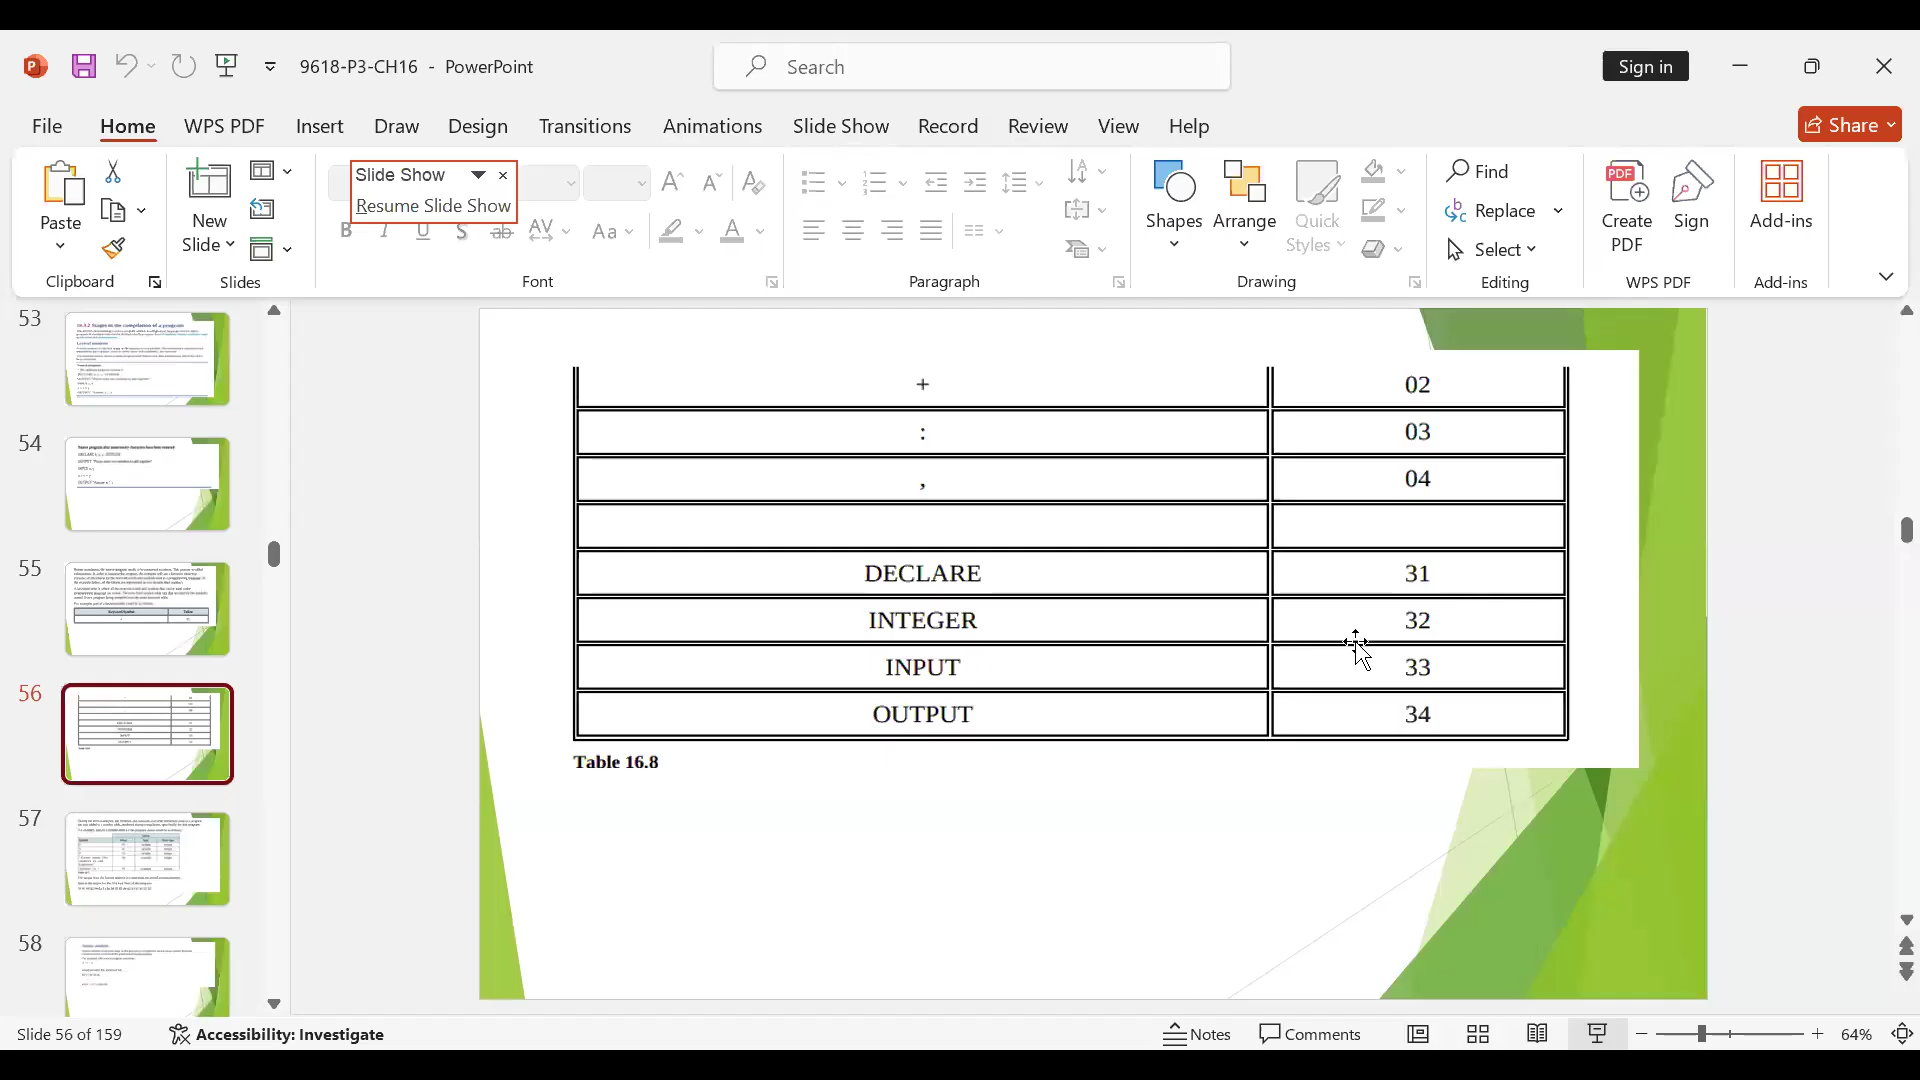 9618-P3-CH16 - PowerPoint
Search
Sign in
File Home WPS PDF Insert Draw Design Transitions Animations Slide Show Record Review View Help
Share
Paste
New Slide
Slide Show
Resume Slide Show
Shapes
Arrange
Quick Styles
Find
Replace
Select
Create PDF
Sign
Add-ins
Clipboard
Slides
Font
Paragraph
Drawing
Editing
WPS PDF
Add-ins
53
54
55
56
57
58
+ 02
: 03
, 04
DECLARE 31
INTEGER 32
INPUT 33
OUTPUT 34
Table 16.8
Slide 56 of 159
Accessibility: Investigate
Notes
Comments
64%